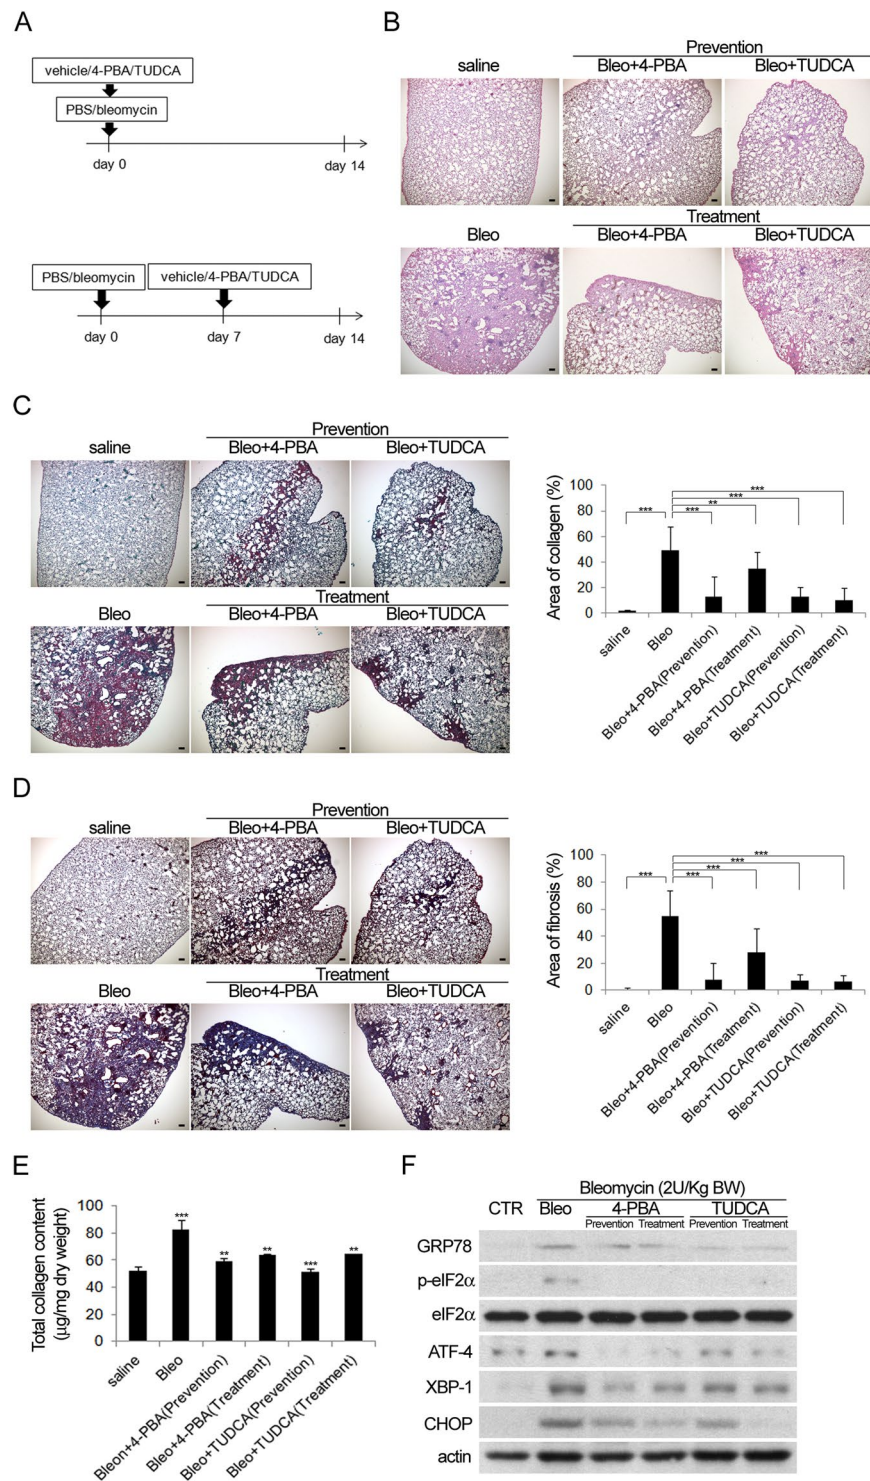 A
vehicle/4-PBA/TUDCA
PBS/bleomycin
day 0
day 14
PBS/bleomycin
vehicle/4-PBA/TUDCA
day 0
day 7
day 14
B
Prevention
saline
Bleo+4-PBA
Bleo+TUDCA
Treatment
Bleo
Bleo+4-PBA
Bleo+TUDCA
C
Prevention
saline
Bleo+4-PBA
Bleo+TUDCA
Treatment
Bleo
Bleo+4-PBA
Bleo+TUDCA
Area of collagen (%)
100
80
60
40
20
0
***
***
**
***
***
saline
Bleo
Bleo+4-PBA(Prevention)
Bleo+4-PBA(Treatment)
Bleo+TUDCA(Prevention)
Bleo+TUDCA(Treatment)
D
Prevention
saline
Bleo+4-PBA
Bleo+TUDCA
Treatment
Bleo
Bleo+4-PBA
Bleo+TUDCA
Area of fibrosis (%)
100
80
60
40
20
0
***
***
***
***
***
saline
Bleo
Bleo+4-PBA(Prevention)
Bleo+4-PBA(Treatment)
Bleo+TUDCA(Prevention)
Bleo+TUDCA(Treatment)
E
Total collagen content
(μg/mg dry weight)
100
80
60
40
20
0
***
**
**
***
**
saline
Bleo
Bleon+4-PBA(Prevention)
Bleo+4-PBA(Treatment)
Bleo+TUDCA(Prevention)
Bleo+TUDCA(Treatment)
F
Bleomycin (2U/Kg BW)
CTR
Bleo
4-PBA
TUDCA
Prevention
Treatment
Prevention
Treatment
GRP78
p-eIF2α
eIF2α
ATF-4
XBP-1
CHOP
actin